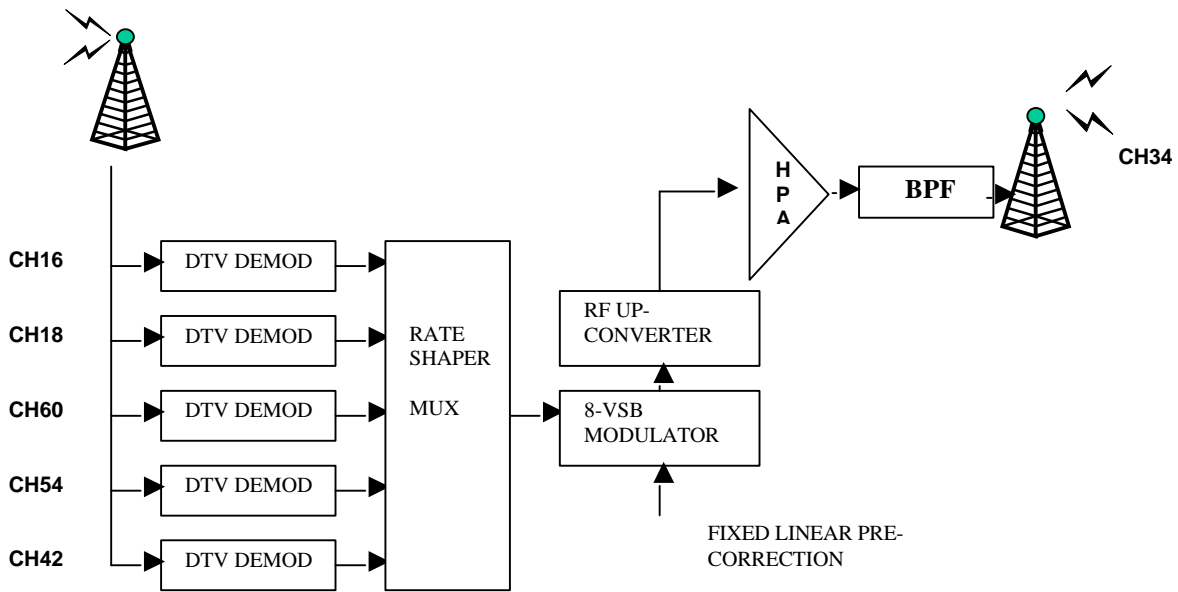 CH34
H
P
A
BPF
CH16
DTV DEMOD
CH18
DTV DEMOD
CH60
DTV DEMOD
CH54
DTV DEMOD
CH42
DTV DEMOD
RATE
SHAPER
MUX
RF UP-
CONVERTER
8-VSB
MODULATOR
FIXED LINEAR PRE-
CORRECTION